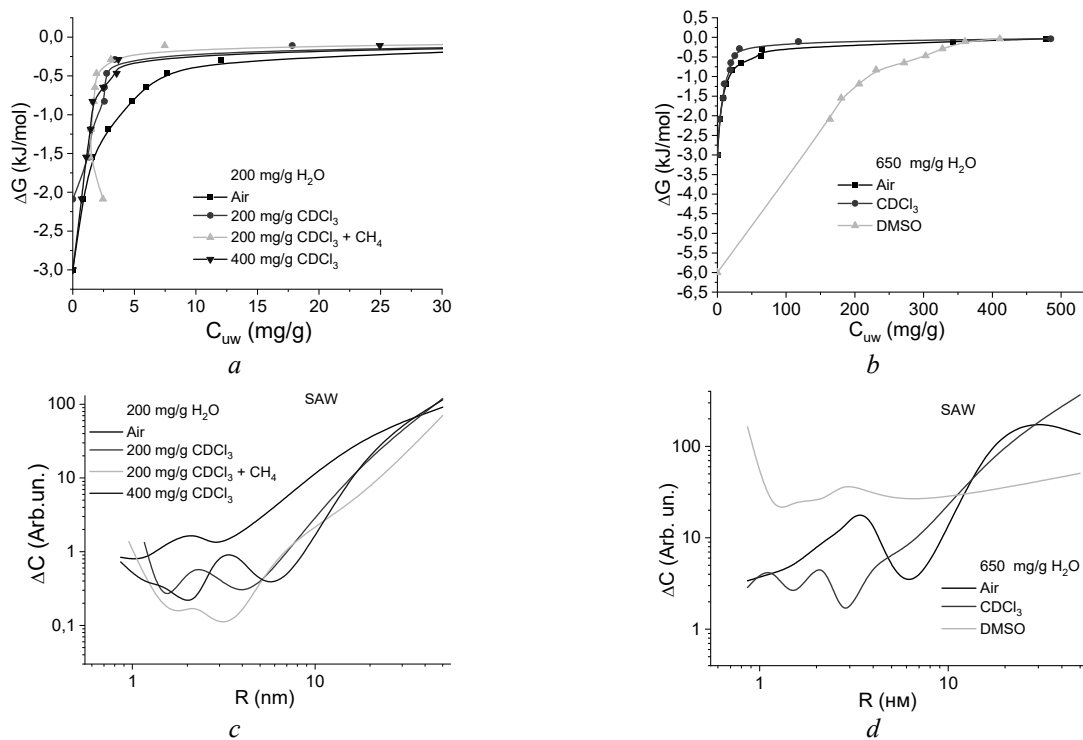 0,0
-0,5
-1,0
-1,5
-2,0
-2,5
-3,0
ΔG (kJ/mol)
200 mg/g H₂O
Air
200 mg/g CDCl₃
200 mg/g CDCl₃ + CH₄
400 mg/g CDCl₃
0 5 10 15 20 25 30
C_uw (mg/g)
a
0,5
0,0
-0,5
-1,0
-1,5
-2,0
-2,5
-3,0
-3,5
-4,0
-4,5
-5,0
-5,5
-6,0
-6,5
ΔG (kJ/mol)
650 mg/g H₂O
Air
CDCl₃
DMSO
0 100 200 300 400 500
C_uw (mg/g)
b
100
10
1
0,1
ΔC (Arb.un.)
200 mg/g H₂O
SAW
Air
200 mg/g CDCl₃
200 mg/g CDCl₃ + CH₄
400 mg/g CDCl₃
1 10
R (nm)
c
100
10
1
ΔC (Arb. un.)
SAW
650 mg/g H₂O
Air
CDCl₃
DMSO
1 10
R (нм)
d